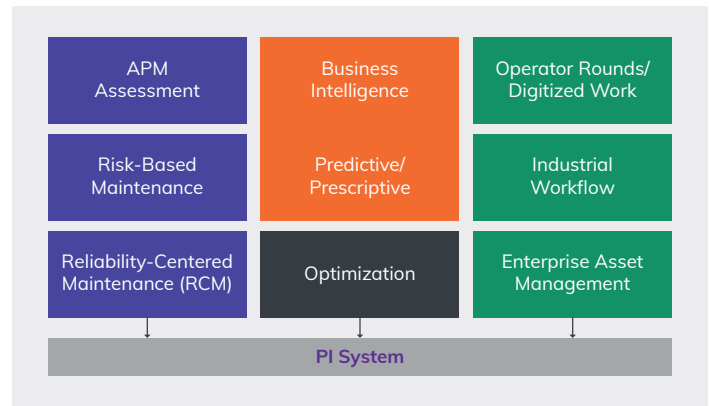 APM
Assessment
Business
Intelligence
Operator Rounds/
Digitized Work
Risk-Based
Maintenance
Predictive/
Prescriptive
Industrial
Workflow
Reliability-Centered
Maintenance (RCM)
Optimization
Enterprise Asset
Management
PI System